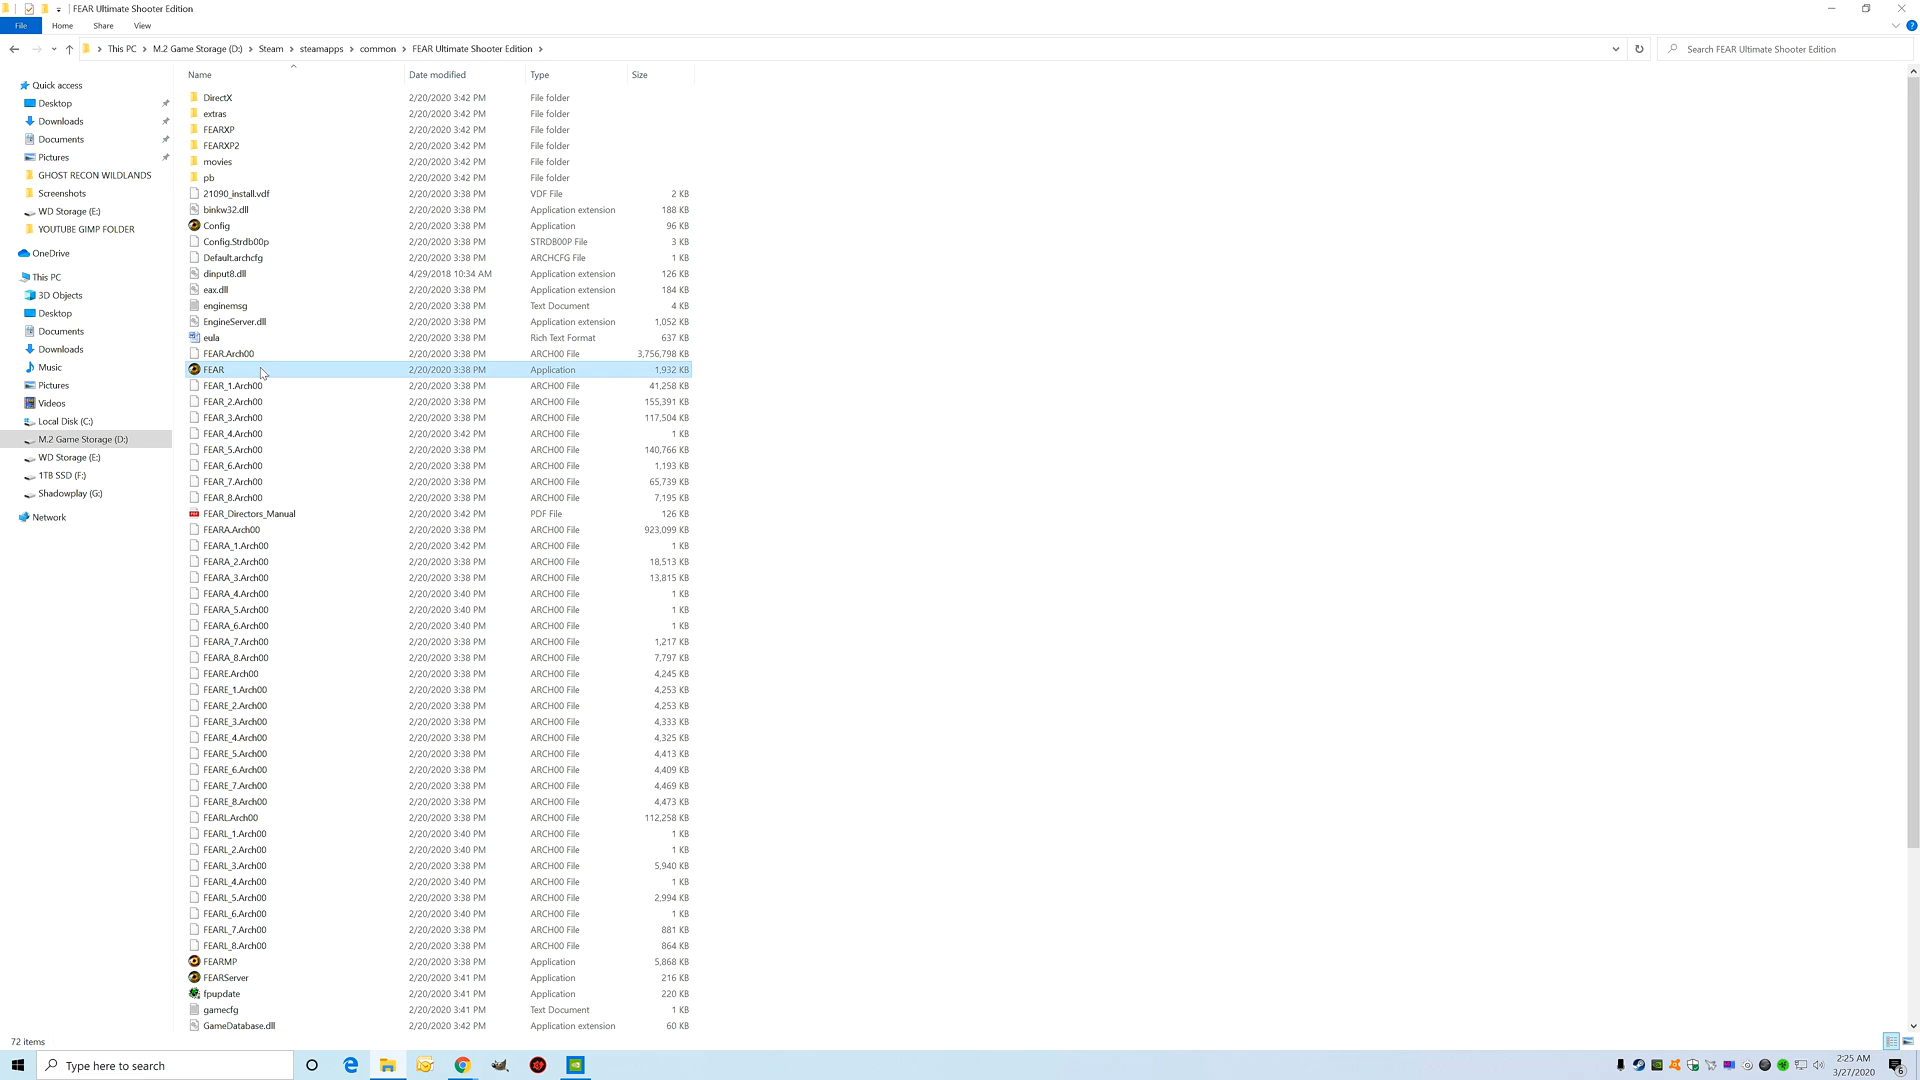 FEAR Ultimate Shooter Edition
File Home Share View
This PC M.2 Game Storage (D:) Steam steamapps common FEAR Ultimate Shooter Edition Search FEAR Ultimate Shooter Edition
Name Date modified Type Size
Quick access
Desktop
Downloads
Documents
Pictures
GHOST RECON WILDLANDS
Screenshots
WD Storage (E:)
YOUTUBE GIMP FOLDER
OneDrive
This PC
3D Objects
Desktop
Documents
Downloads
Music
Pictures
Videos
Local Disk (C:)
M.2 Game Storage (D:)
WD Storage (E:)
1TB SSD (F:)
Shadowplay (G:)
Network
DirectX 2/20/2020 3:42 PM File folder
extras 2/20/2020 3:42 PM File folder
FEARXP 2/20/2020 3:42 PM File folder
FEARXP2 2/20/2020 3:42 PM File folder
movies 2/20/2020 3:42 PM File folder
pb 2/20/2020 3:42 PM File folder
21090_install.vdf 2/20/2020 3:38 PM VDF File 2 KB
binkw32.dll 2/20/2020 3:38 PM Application extension 188 KB
Config 2/20/2020 3:38 PM Application 96 KB
Config.Strdb00p 2/20/2020 3:38 PM STRDB00P File 3 KB
Default.archcfg 2/20/2020 3:38 PM ARCHCFG File 1 KB
dinput8.dll 4/29/2018 10:34 AM Application extension 126 KB
eax.dll 2/20/2020 3:38 PM Application extension 184 KB
enginemsg 2/20/2020 3:38 PM Text Document 4 KB
EngineServer.dll 2/20/2020 3:38 PM Application extension 1,052 KB
eula 2/20/2020 3:38 PM Rich Text Format 637 KB
FEAR.Arch00 2/20/2020 3:38 PM ARCH00 File 3,756,798 KB
FEAR 2/20/2020 3:38 PM Application 1,932 KB
FEAR_1.Arch00 2/20/2020 3:38 PM ARCH00 File 41,258 KB
FEAR_2.Arch00 2/20/2020 3:38 PM ARCH00 File 155,391 KB
FEAR_3.Arch00 2/20/2020 3:38 PM ARCH00 File 117,504 KB
FEAR_4.Arch00 2/20/2020 3:42 PM ARCH00 File 1 KB
FEAR_5.Arch00 2/20/2020 3:38 PM ARCH00 File 140,766 KB
FEAR_6.Arch00 2/20/2020 3:38 PM ARCH00 File 1,193 KB
FEAR_7.Arch00 2/20/2020 3:38 PM ARCH00 File 65,739 KB
FEAR_8.Arch00 2/20/2020 3:38 PM ARCH00 File 7,195 KB
FEAR_Directors_Manual 2/20/2020 3:42 PM PDF File 126 KB
FEARA.Arch00 2/20/2020 3:38 PM ARCH00 File 923,099 KB
FEARA_1.Arch00 2/20/2020 3:42 PM ARCH00 File 1 KB
FEARA_2.Arch00 2/20/2020 3:38 PM ARCH00 File 18,513 KB
FEARA_3.Arch00 2/20/2020 3:38 PM ARCH00 File 13,815 KB
FEARA_4.Arch00 2/20/2020 3:40 PM ARCH00 File 1 KB
FEARA_5.Arch00 2/20/2020 3:40 PM ARCH00 File 1 KB
FEARA_6.Arch00 2/20/2020 3:40 PM ARCH00 File 1 KB
FEARA_7.Arch00 2/20/2020 3:38 PM ARCH00 File 1,217 KB
FEARA_8.Arch00 2/20/2020 3:38 PM ARCH00 File 7,797 KB
FEARE.Arch00 2/20/2020 3:38 PM ARCH00 File 4,245 KB
FEARE_1.Arch00 2/20/2020 3:38 PM ARCH00 File 4,253 KB
FEARE_2.Arch00 2/20/2020 3:38 PM ARCH00 File 4,253 KB
FEARE_3.Arch00 2/20/2020 3:38 PM ARCH00 File 4,333 KB
FEARE_4.Arch00 2/20/2020 3:38 PM ARCH00 File 4,325 KB
FEARE_5.Arch00 2/20/2020 3:38 PM ARCH00 File 4,413 KB
FEARE_6.Arch00 2/20/2020 3:38 PM ARCH00 File 4,409 KB
FEARE_7.Arch00 2/20/2020 3:38 PM ARCH00 File 4,469 KB
FEARE_8.Arch00 2/20/2020 3:38 PM ARCH00 File 4,473 KB
FEARL.Arch00 2/20/2020 3:38 PM ARCH00 File 112,258 KB
FEARL_1.Arch00 2/20/2020 3:40 PM ARCH00 File 1 KB
FEARL_2.Arch00 2/20/2020 3:40 PM ARCH00 File 1 KB
FEARL_3.Arch00 2/20/2020 3:38 PM ARCH00 File 5,940 KB
FEARL_4.Arch00 2/20/2020 3:40 PM ARCH00 File 1 KB
FEARL_5.Arch00 2/20/2020 3:38 PM ARCH00 File 2,994 KB
FEARL_6.Arch00 2/20/2020 3:40 PM ARCH00 File 1 KB
FEARL_7.Arch00 2/20/2020 3:38 PM ARCH00 File 881 KB
FEARL_8.Arch00 2/20/2020 3:38 PM ARCH00 File 864 KB
FEARMP 2/20/2020 3:38 PM Application 5,868 KB
FEARServer 2/20/2020 3:41 PM Application 216 KB
fpupdate 2/20/2020 3:41 PM Application 220 KB
gamecfg 2/20/2020 3:41 PM Text Document 1 KB
GameDatabase.dll 2/20/2020 3:42 PM Application extension 60 KB
72 items
Type here to search
2:25 AM
3/27/2020
6